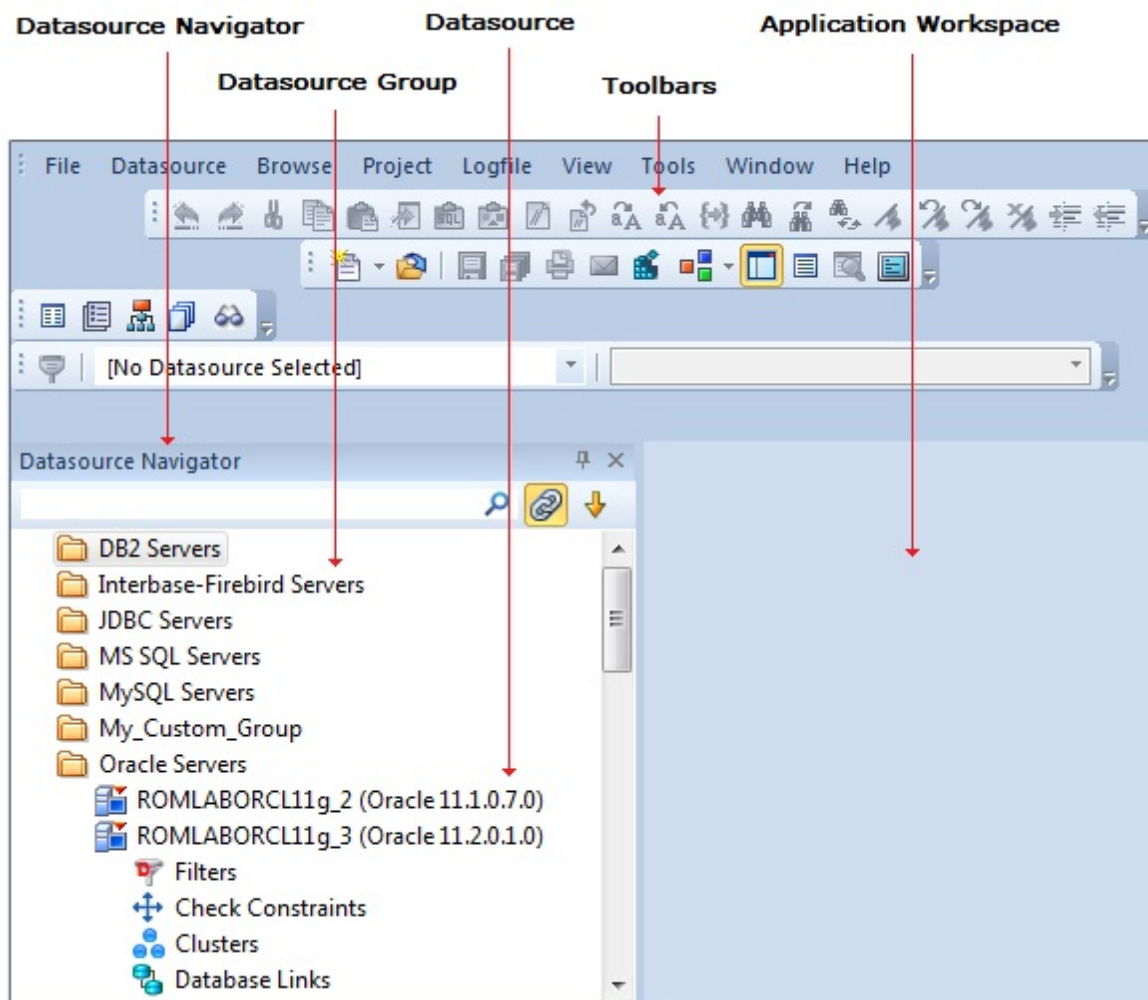 Datasource Navigator Datasource Application Workspace
Datasource Group Toolbars
File Datasource Browse Project Logfile View Tools Window Help
[No Datasource Selected]
Datasource Navigator
DB2 Servers
Interbase-Firebird Servers
JDBC Servers
MS SQL Servers
MySQL Servers
My_Custom_Group
Oracle Servers
ROMLABORCL11g_2 (Oracle 11.1.0.7.0)
ROMLABORCL11g_3 (Oracle 11.2.0.1.0)
Filters
Check Constraints
Clusters
Database Links